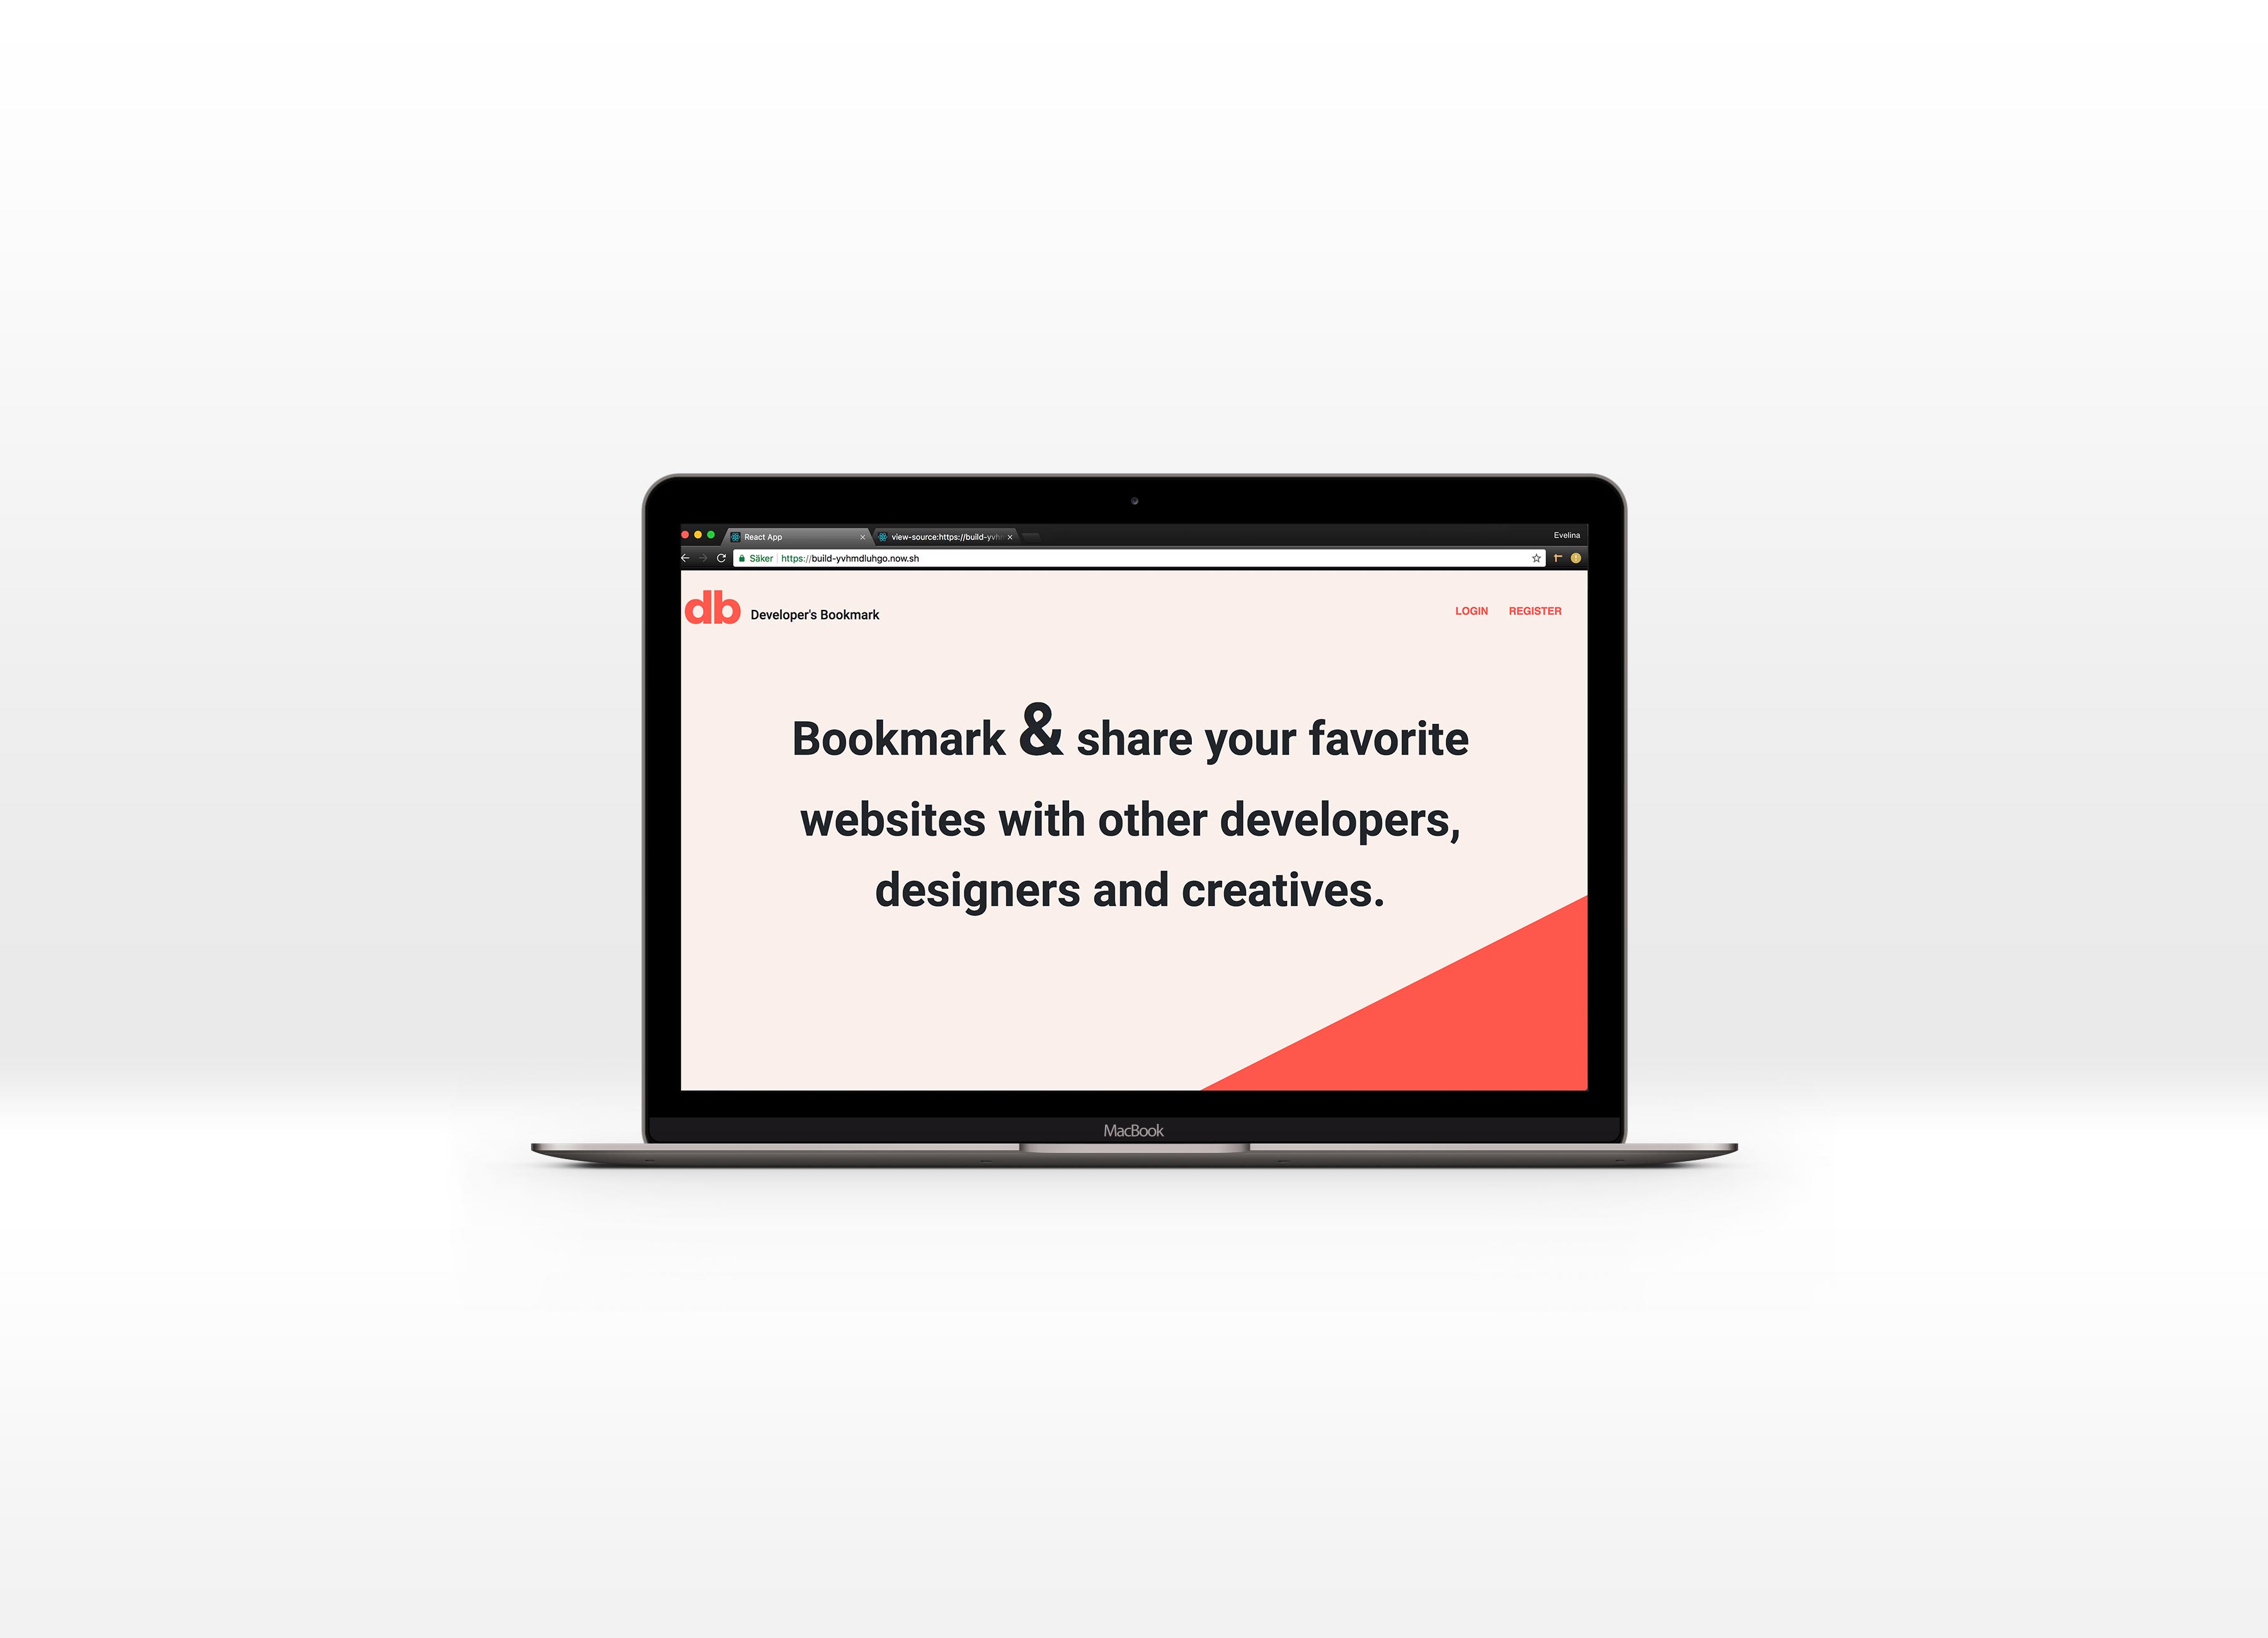 React App
view-source:https://build-yvh
Evelina
Säker https://build-yvhmdluhgo.now.sh
db Developer's Bookmark
LOGIN REGISTER
Bookmark & share your favorite
websites with other developers,
designers and creatives.
MacBook